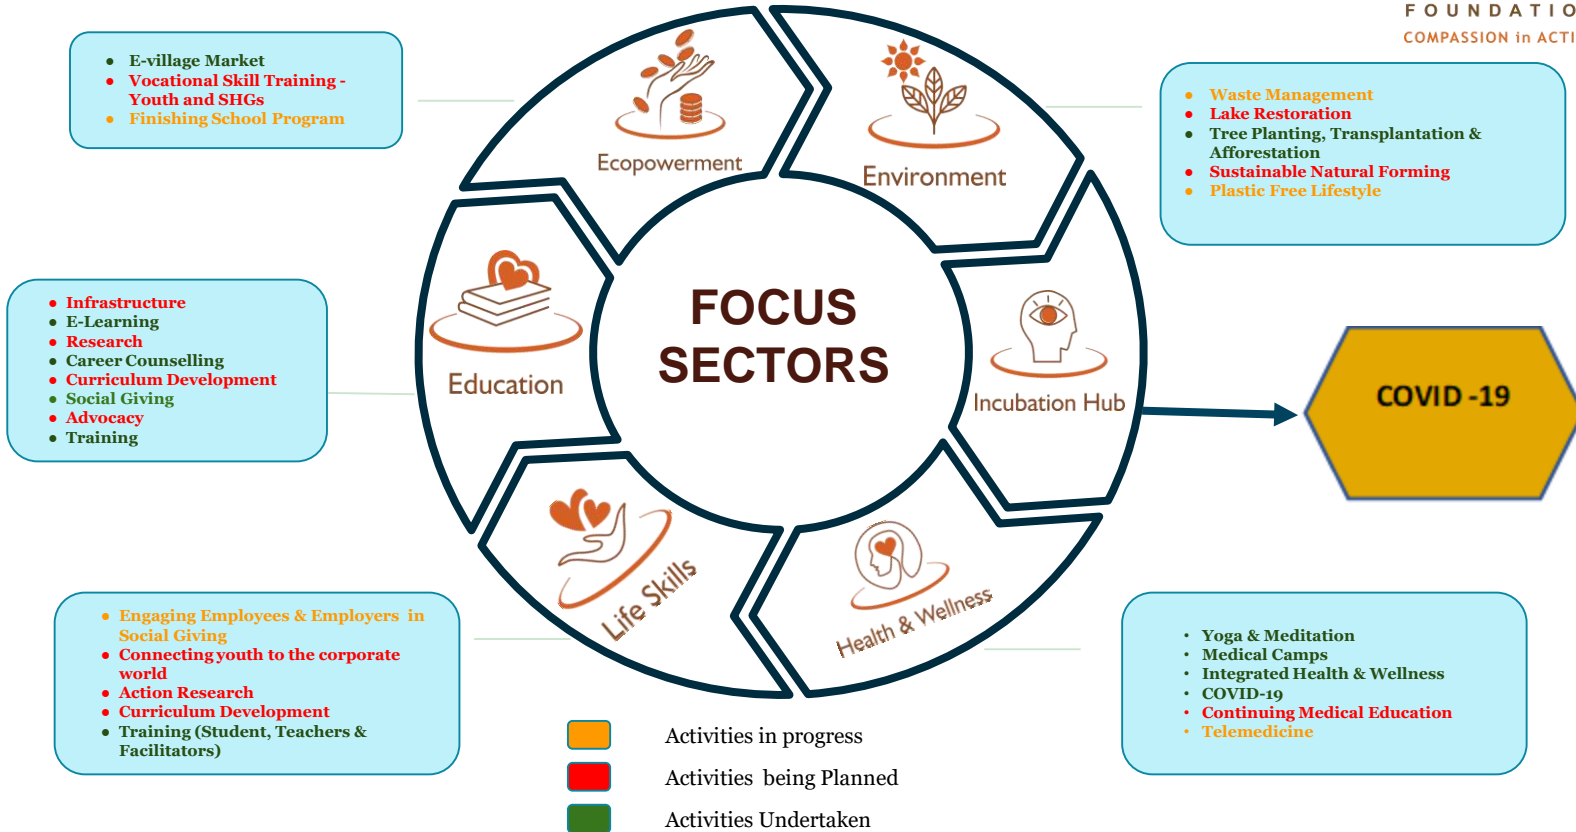 FOUNDATIO
COMPASSION in ACTI
● E-village Market
● Vocational Skill Training -
Youth and SHGs
● Finishing School Program
Ecopowerment
Environment
● Waste Management
● Lake Restoration
● Tree Planting, Transplantation &
Afforestation
● Sustainable Natural Forming
● Plastic Free Lifestyle
● Infrastructure
● E-Learning
● Research
● Career Counselling
● Curriculum Development
● Social Giving
● Advocacy
● Training
Education
FOCUS
SECTORS
Incubation Hub
COVID -19
● Engaging Employees & Employers in
Social Giving
● Connecting youth to the corporate
world
● Action Research
● Curriculum Development
● Training (Student, Teachers &
Facilitators)
Life Skills
Health & Wellness
• Yoga & Meditation
• Medical Camps
• Integrated Health & Wellness
• COVID-19
• Continuing Medical Education
• Telemedicine
Activities in progress
Activities being Planned
Activities Undertaken